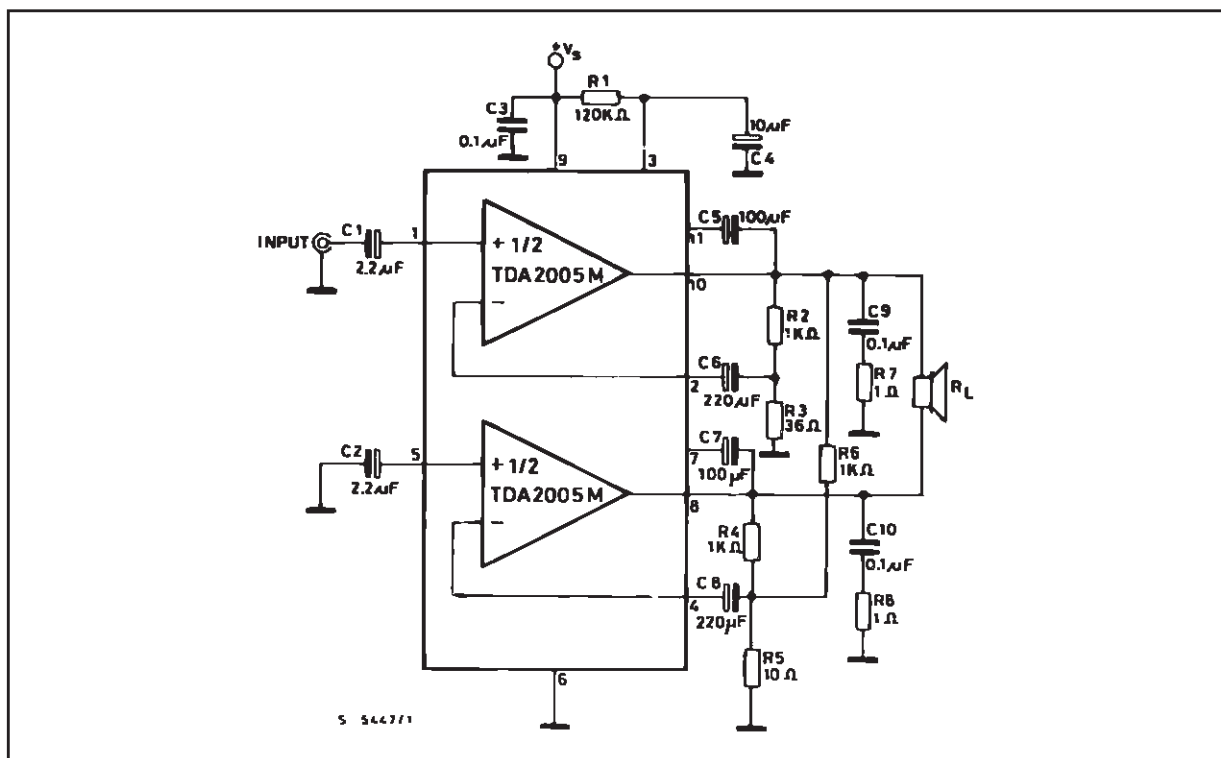 +Vs
R1
120KΩ
C3
0.1µF
10µF
C4
9
3
INPUT
C1
2.2µF
1
+ 1/2
TDA2005M
−
C5
100µF
11
10
R2
1KΩ
C6
220µF
2
R3
36Ω
C9
0.1µF
R7
1Ω
RL
C2
2.2µF
5
+ 1/2
TDA2005M
−
C7
100µF
7
8
R6
1KΩ
R4
1KΩ
C8
220µF
4
C10
0.1µF
R8
1Ω
R5
10Ω
6
S 5447/1